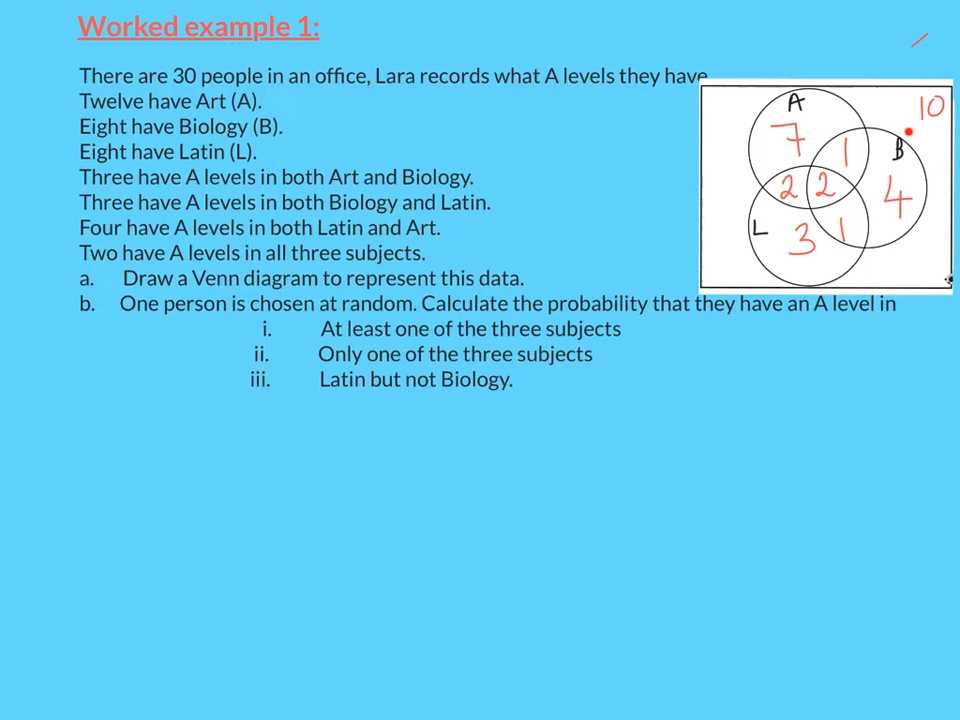 Worked example 1:
There are 30 people in an office, Lara records what A levels they have.
Twelve have Art (A).
Eight have Biology (B).
Eight have Latin (L).
Three have A levels in both Art and Biology.
Three have A levels in both Biology and Latin.
Four have A levels in both Latin and Art.
Two have A levels in all three subjects.
a. Draw a Venn diagram to represent this data.
b. One person is chosen at random. Calculate the probability that they have an A level in
i. At least one of the three subjects
ii. Only one of the three subjects
iii. Latin but not Biology.
A
10
7
1
B
2
2
4
L
3
1